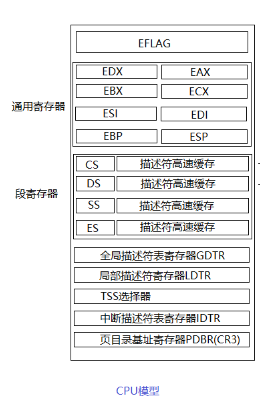 EFLAG
EDX EAX
通用寄存器
EBX ECX
ESI EDI
EBP ESP
CS 描述符高速缓存
DS 描述符高速缓存
段寄存器
SS 描述符高速缓存
ES 描述符高速缓存
全局描述符表寄存器GDTR
局部描述符寄存器LDTR
TSS选择器
中断描述符表寄存器IDTR
页目录基址寄存器PDBR(CR3)
CPU模型